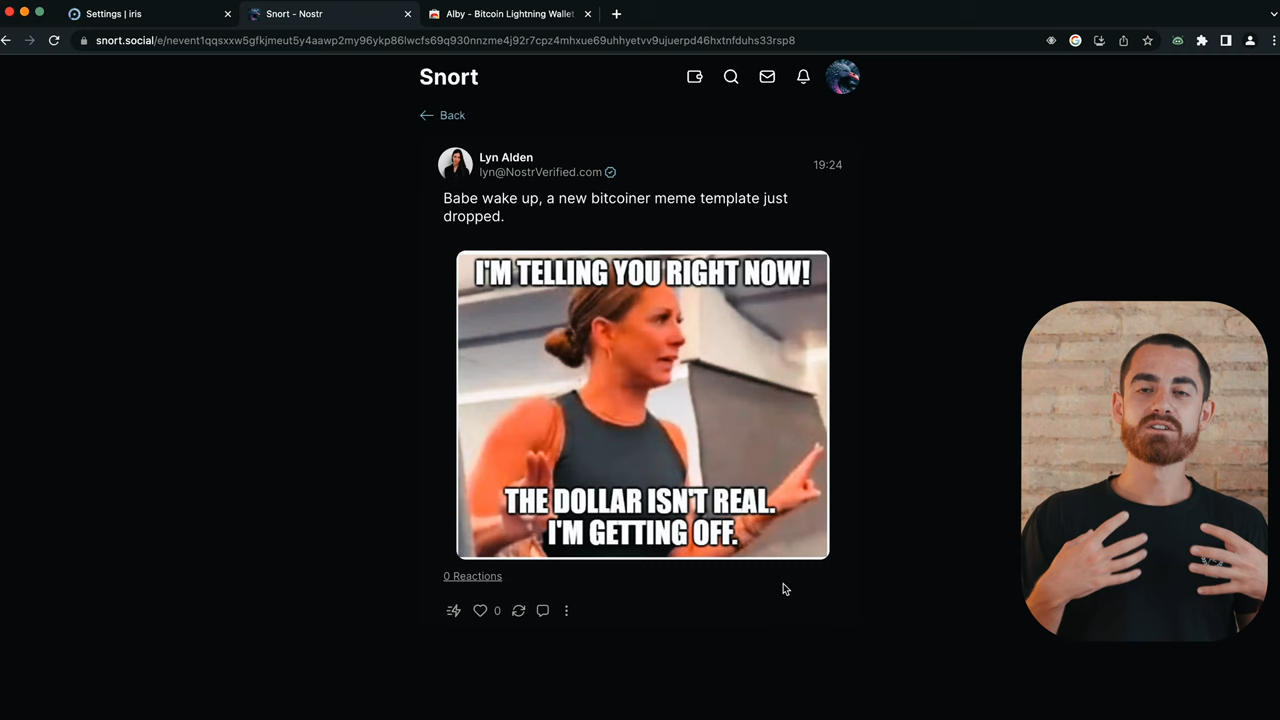 Settings | iris
Snort - Nostr
Alby - Bitcoin Lightning Wallet
snort.social/e/nevent1qqsxxw5gfkjmeut5y4aawp2my96ykp86lwcfs69q930nnzme4j92r7cpz4mhxue69uhhyetvv9ujuerpd46hxtnfduhs33rsp8
Snort
Back
Lyn Alden
lyn@NostrVerified.com
19:24
Babe wake up, a new bitcoiner meme template just
dropped.
I'M TELLING YOU RIGHT NOW!
THE DOLLAR ISN'T REAL.
I'M GETTING OFF.
0 Reactions
0